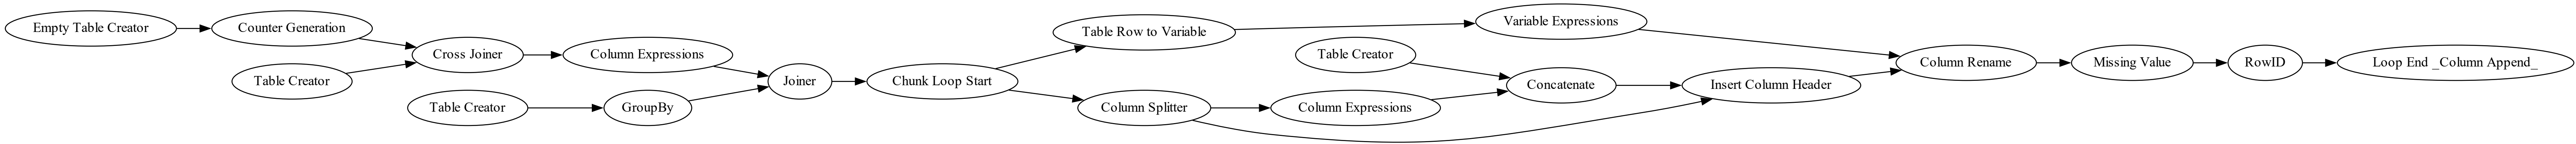 Empty Table Creator
Counter Generation
Table Creator
Cross Joiner
Column Expressions
Table Creator
GroupBy
Joiner
Chunk Loop Start
Table Row to Variable
Variable Expressions
Table Creator
Column Splitter
Column Expressions
Concatenate
Insert Column Header
Column Rename
Missing Value
RowID
Loop End _Column Append_